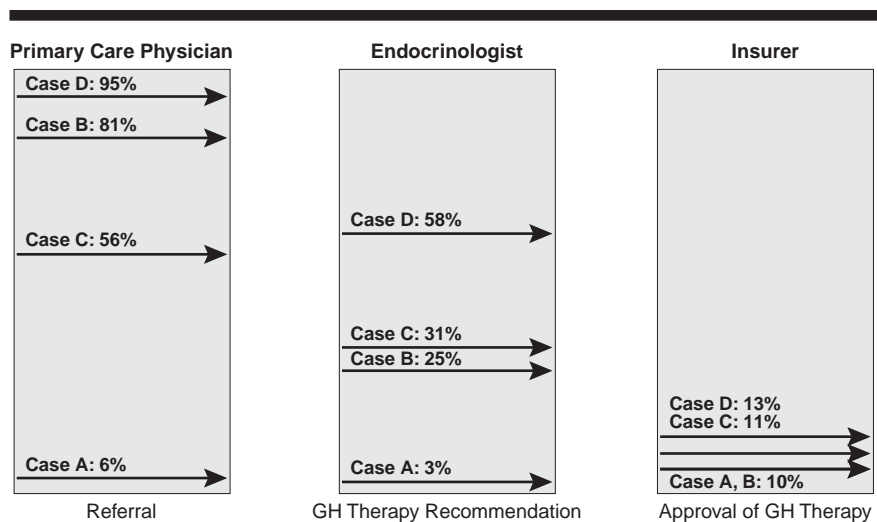 Primary Care Physician
Case D: 95%
Case B: 81%
Case C: 56%
Case A: 6%
Referral
Endocrinologist
Case D: 58%
Case C: 31%
Case B: 25%
Case A: 3%
GH Therapy Recommendation
Insurer
Case D: 13%
Case C: 11%
Case A, B: 10%
Approval of GH Therapy